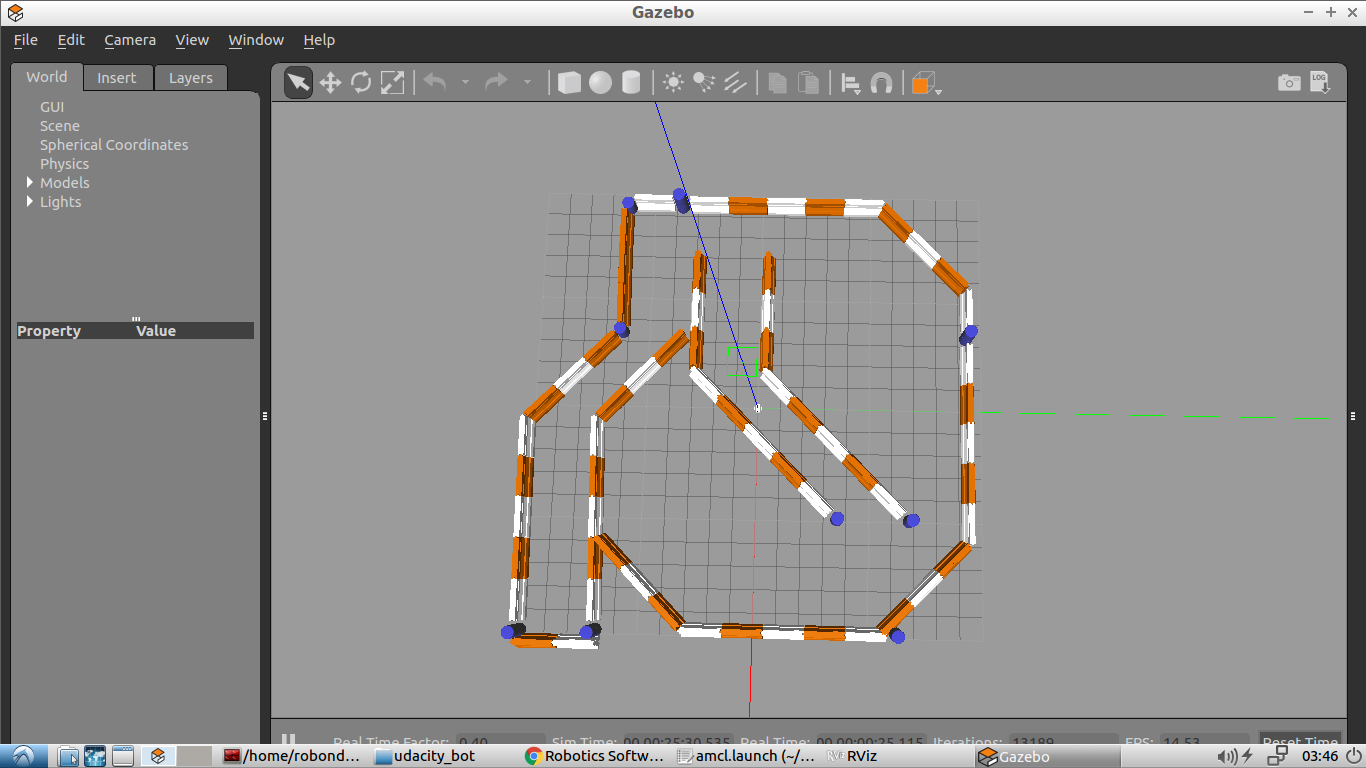 Gazebo
File Edit Camera View Window Help
World Insert Layers
LOG
GUI
Scene
Spherical Coordinates
Physics
Models
Lights
Property Value
Real Time Factor: 0.40 Sim Time: 00 00:25:30.535 Real Time: 00 00:00:25.115 Iterations: 13189 FPS: 14.53 Reset Time
/home/robond... udacity_bot Robotics Softw... amcl.launch (~/... RViz Gazebo 03:46